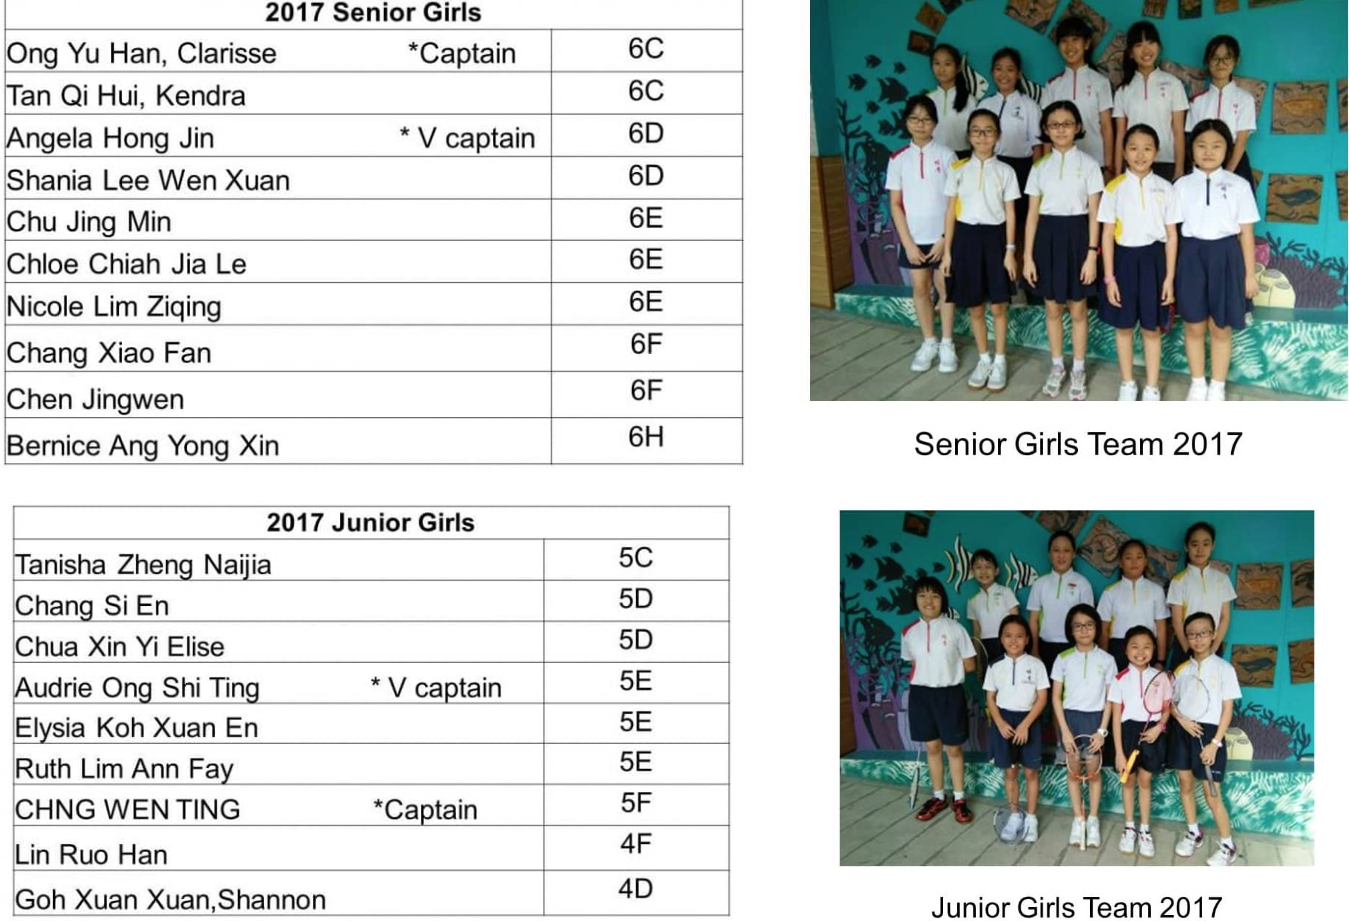 2017 Senior Girls
Ong Yu Han, Clarisse *Captain 6C
Tan Qi Hui, Kendra 6C
Angela Hong Jin * V captain 6D
Shania Lee Wen Xuan 6D
Chu Jing Min 6E
Chloe Chiah Jia Le 6E
Nicole Lim Ziqing 6E
Chang Xiao Fan 6F
Chen Jingwen 6F
Bernice Ang Yong Xin 6H
Senior Girls Team 2017
2017 Junior Girls
Tanisha Zheng Naijia 5C
Chang Si En 5D
Chua Xin Yi Elise 5D
Audrie Ong Shi Ting * V captain 5E
Elysia Koh Xuan En 5E
Ruth Lim Ann Fay 5E
CHNG WEN TING *Captain 5F
Lin Ruo Han 4F
Goh Xuan Xuan,Shannon 4D
Junior Girls Team 2017